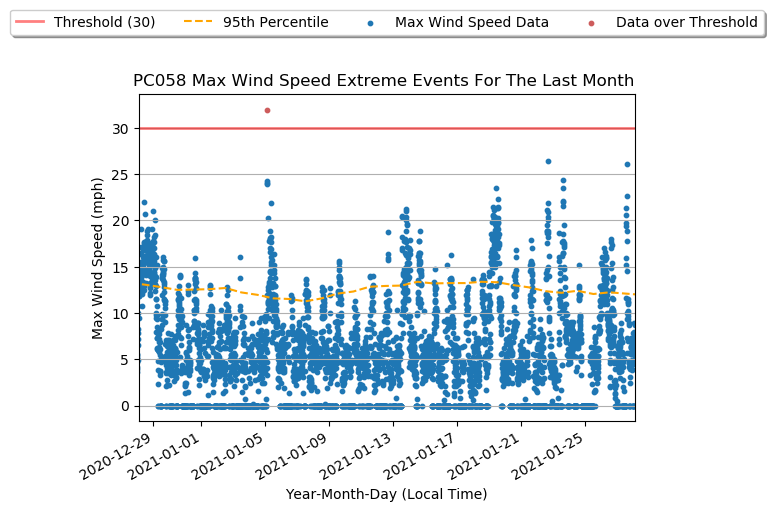 Threshold (30) 95th Percentile Max Wind Speed Data Data over Threshold
PC058 Max Wind Speed Extreme Events For The Last Month
Max Wind Speed (mph)
30
25
20
15
10
5
0
2020-12-29 2021-01-01 2021-01-05 2021-01-09 2021-01-13 2021-01-17 2021-01-21 2021-01-25
Year-Month-Day (Local Time)